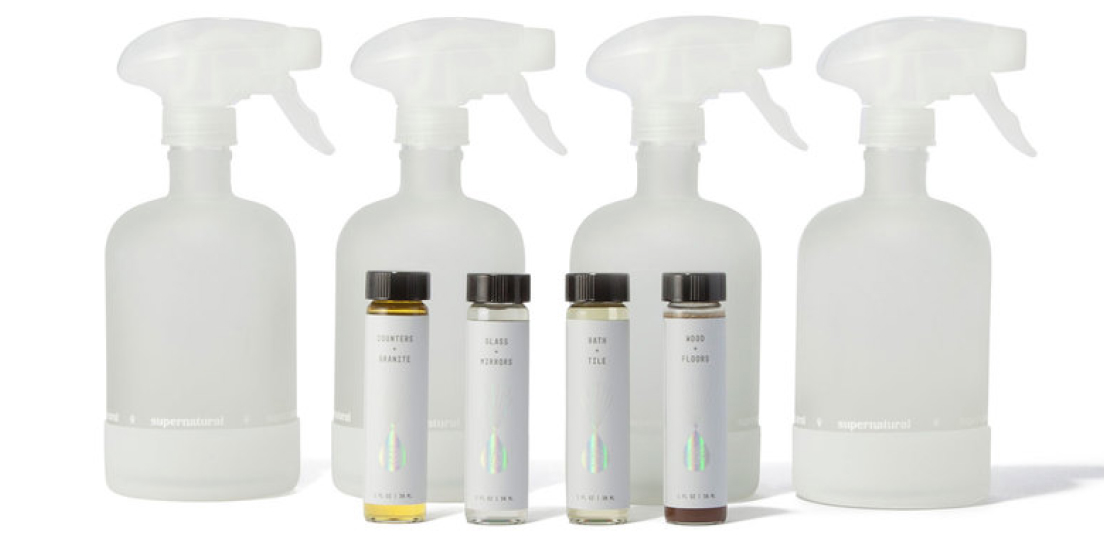 COUNTERS
+
GRANITE
GLASS
+
MIRRORS
BATH
+
TILE
WOOD
+
FLOORS
supernatural
supernatural